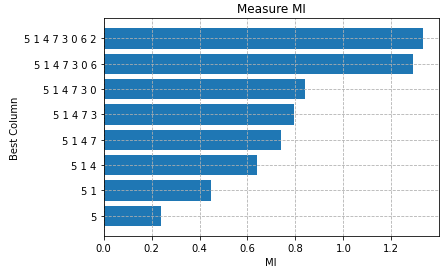 Measure MI
Best Column
5 1 4 7 3 0 6 2
5 1 4 7 3 0 6
5 1 4 7 3 0
5 1 4 7 3
5 1 4 7
5 1 4
5 1
5
0.0 0.2 0.4 0.6 0.8 1.0 1.2
MI